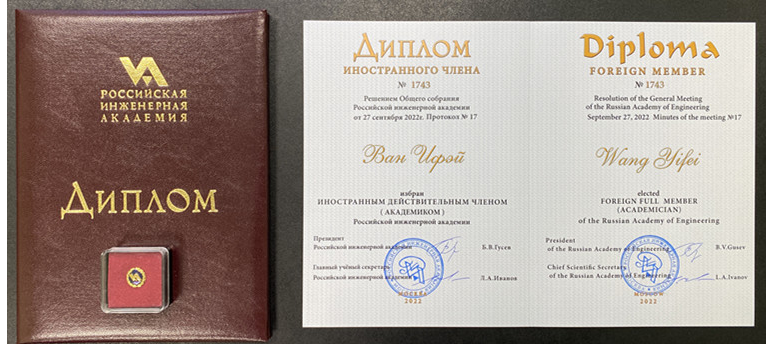 РОССИЙСКАЯ
ИНЖЕНЕРНАЯ
АКАДЕМИЯ
ДИПЛОМ
ДИПЛОМ
ИНОСТРАННОГО ЧЛЕНА
№ 1743
Решением Общего собрания
Российской инженерной академии
от 27 сентября 2022г. Протокол № 17
Ван Ифэй
избран
ИНОСТРАННЫМ ДЕЙСТВИТЕЛЬНЫМ ЧЛЕНОМ
( АКАДЕМИКОМ )
Российской инженерной академии
Президент
Российской инженерной академии
Б.В.Гусев
Главный учёный секретарь
Российской инженерной академии
Л.А.Иванов
МОСКВА
2022
Diploma
FOREIGN MEMBER
№ 1743
Resolution of the General Meeting
of the Russian Academy of Engineering
September 27, 2022 Minutes of the meeting №17
Wang Yifei
elected
FOREIGN FULL MEMBER
(ACADEMICIAN)
of the Russian Academy of Engineering
President
of the Russian Academy of Engineering
B.V.Gusev
Chief Scientific Secretary
of the Russian Academy of Engineering
L.A.Ivanov
MOSCOW
2022